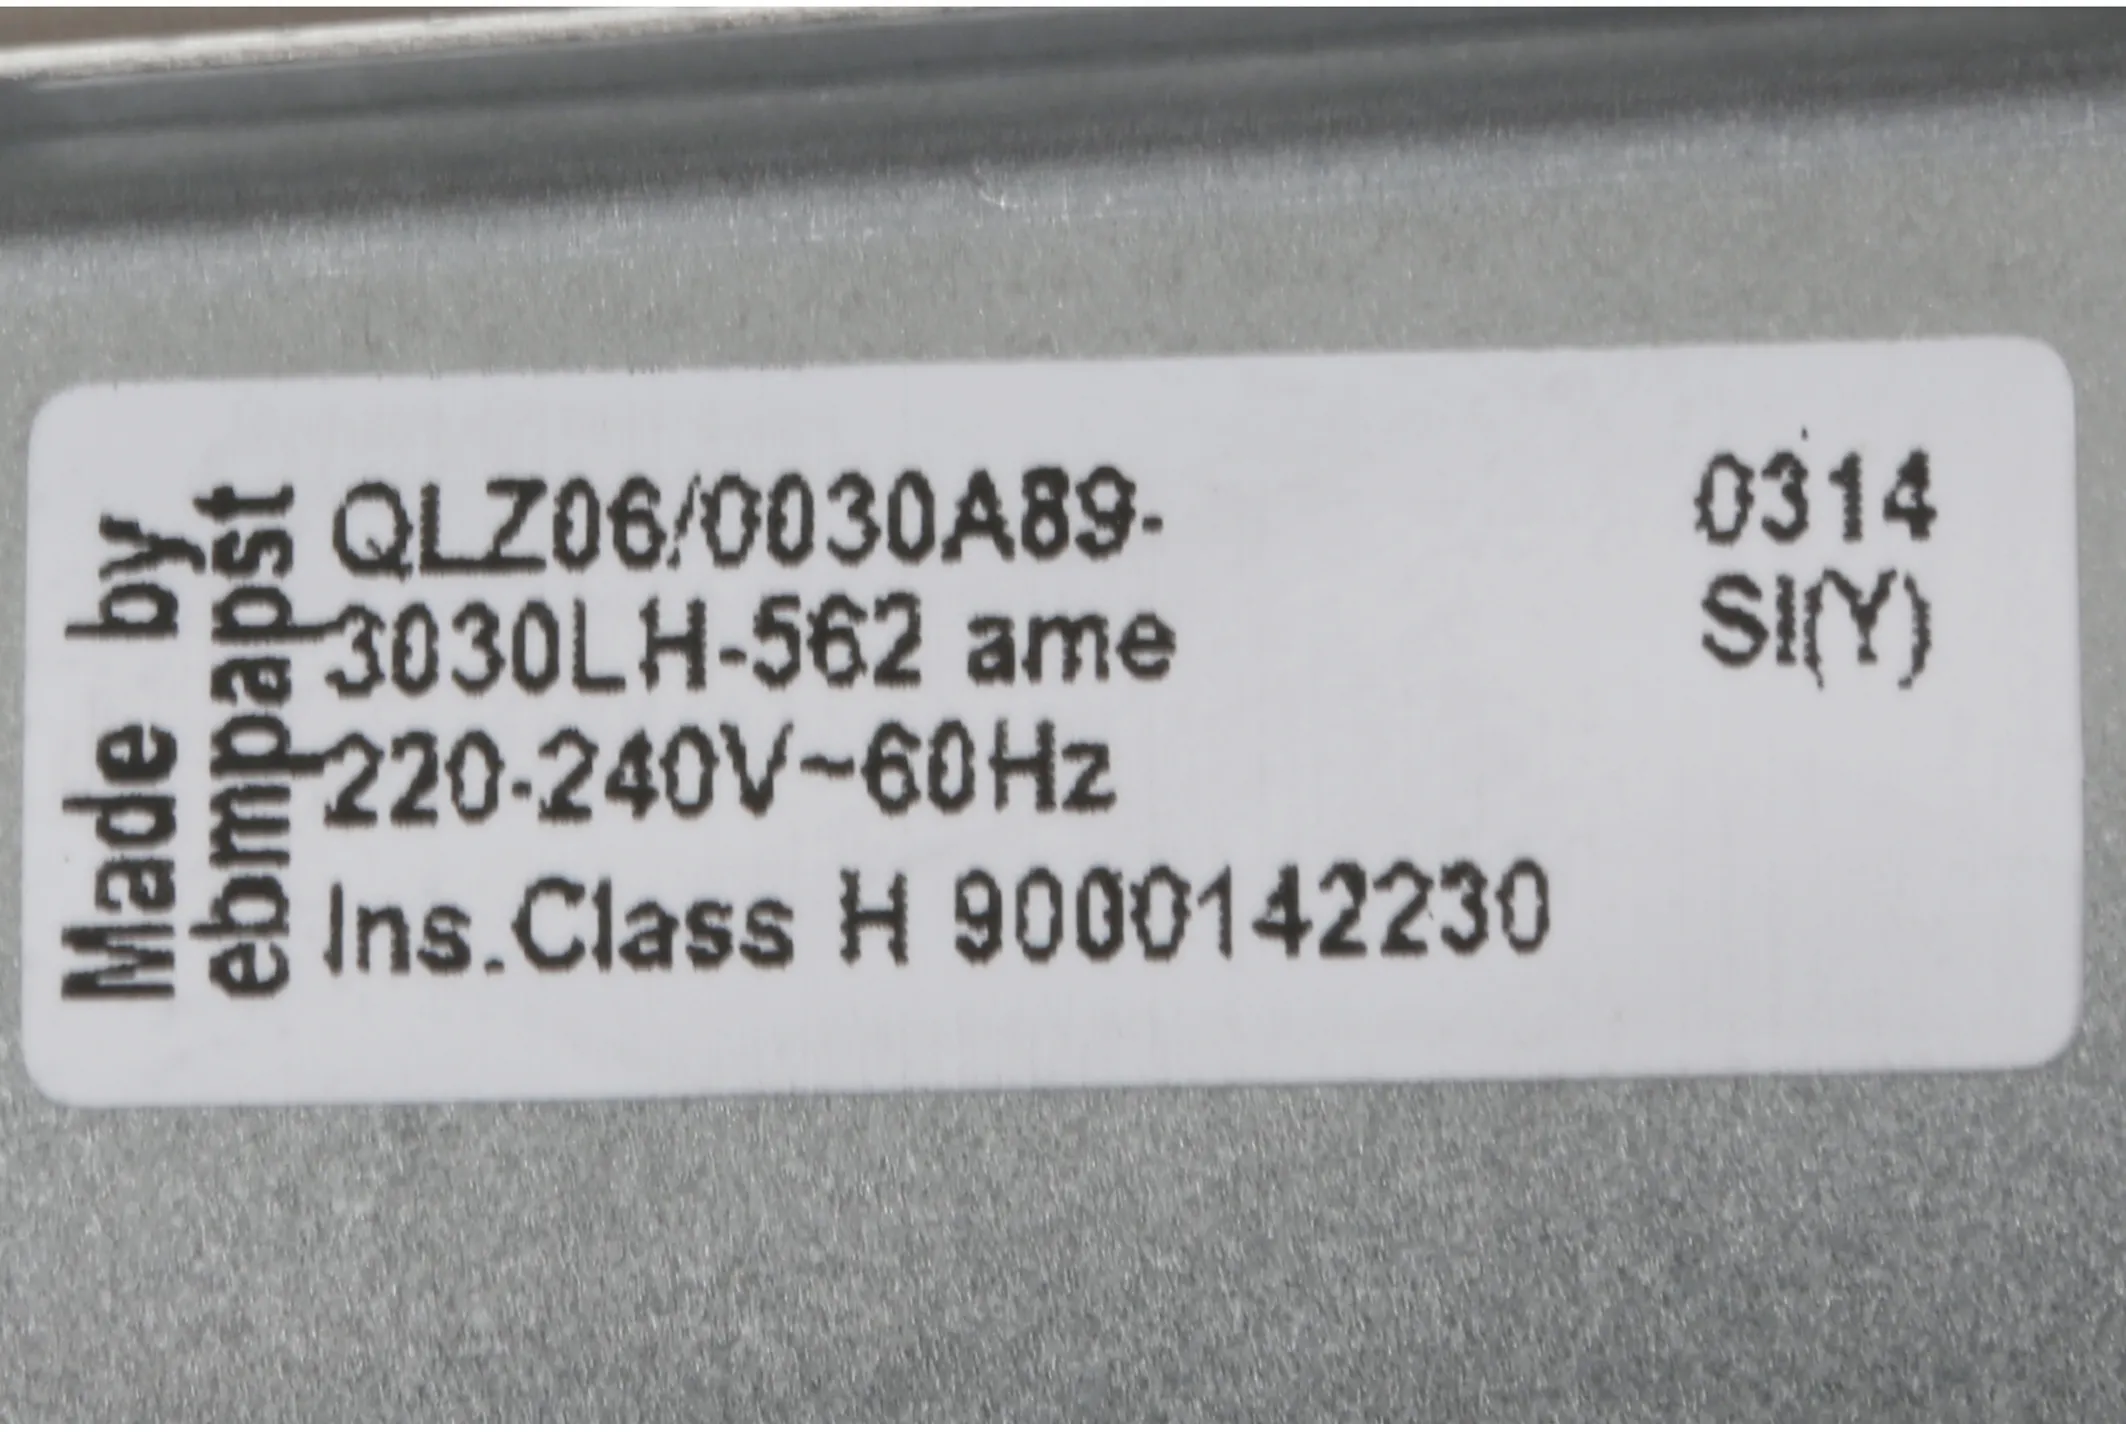 Made by
ebmpapst
QLZ06/0030A89-
3030LH-562 ame
220-240V~60Hz
Ins.Class H 9000142230
0314
SI(Y)